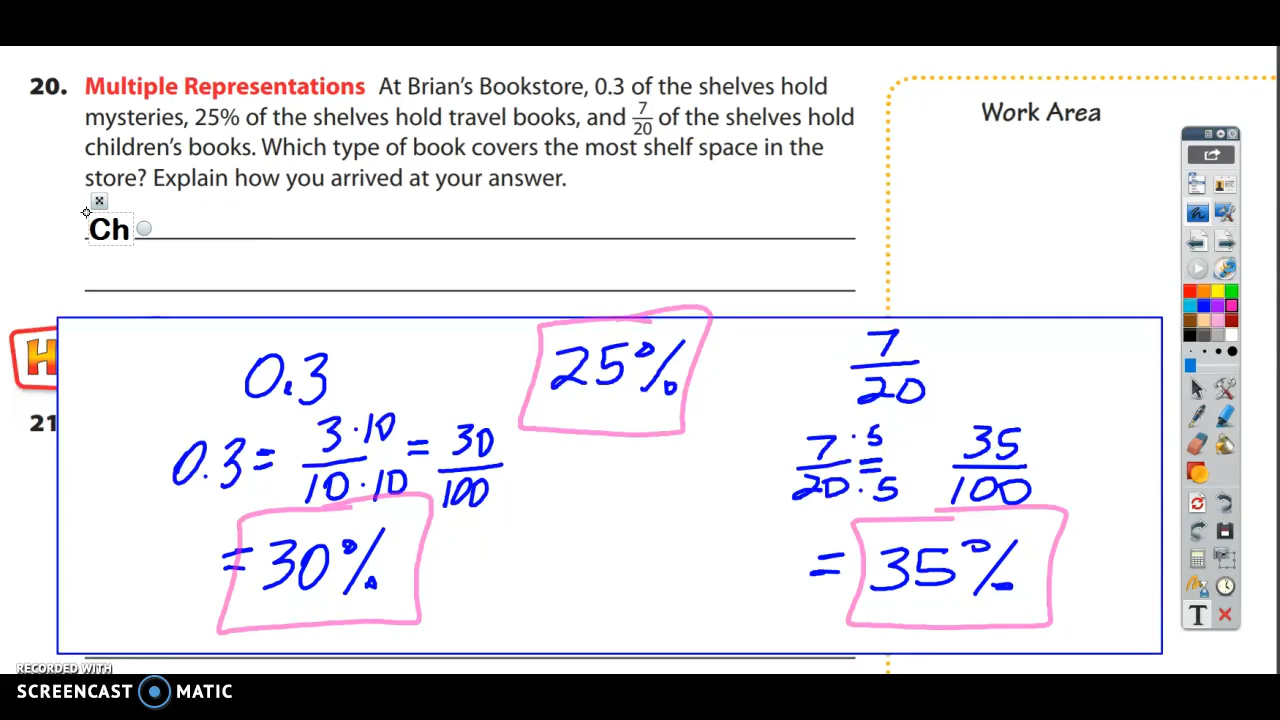 20. Multiple Representations At Brian's Bookstore, 0.3 of the shelves hold
mysteries, 25% of the shelves hold travel books, and 7/20 of the shelves hold
children's books. Which type of book covers the most shelf space in the
store? Explain how you arrived at your answer.
Work Area
Ch
H
21
0.3
25%
7/20
0.3 = 3·10/10·10 = 30/100
7·5/20·5 = 35/100
= 30%
= 35%
T
RECORDED WITH
SCREENCAST MATIC